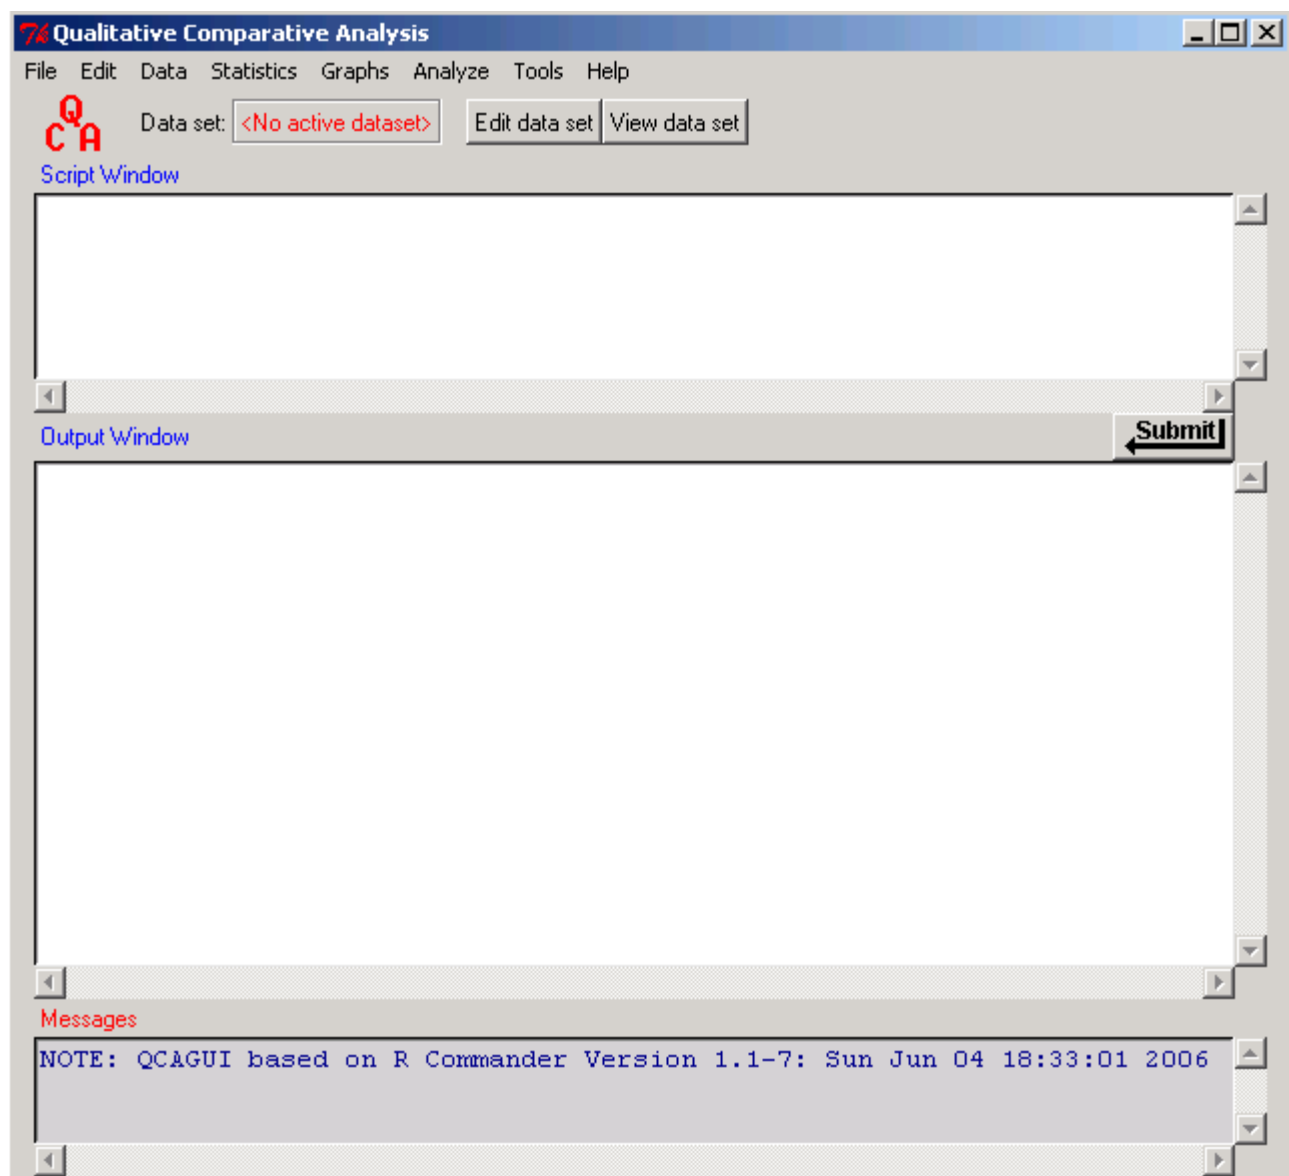 Qualitative Comparative Analysis
File Edit Data Statistics Graphs Analyze Tools Help
QCA Data set: <No active dataset> Edit data set View data set
Script Window
Output Window Submit
Messages
NOTE: QCAGUI based on R Commander Version 1.1-7: Sun Jun 04 18:33:01 2006